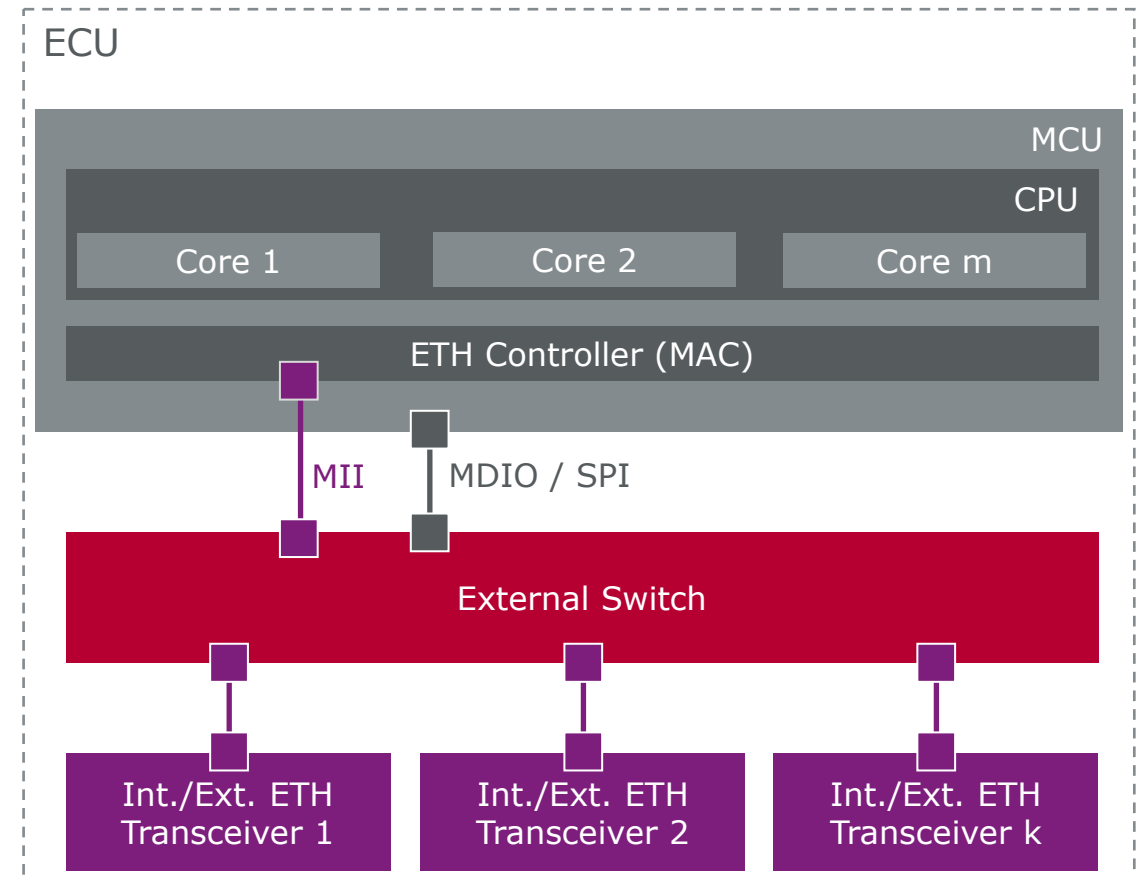 ECU
MCU
CPU
Core 1
Core 2
Core m
ETH Controller (MAC)
MII
MDIO / SPI
External Switch
Int./Ext. ETH
Transceiver 1
Int./Ext. ETH
Transceiver 2
Int./Ext. ETH
Transceiver k